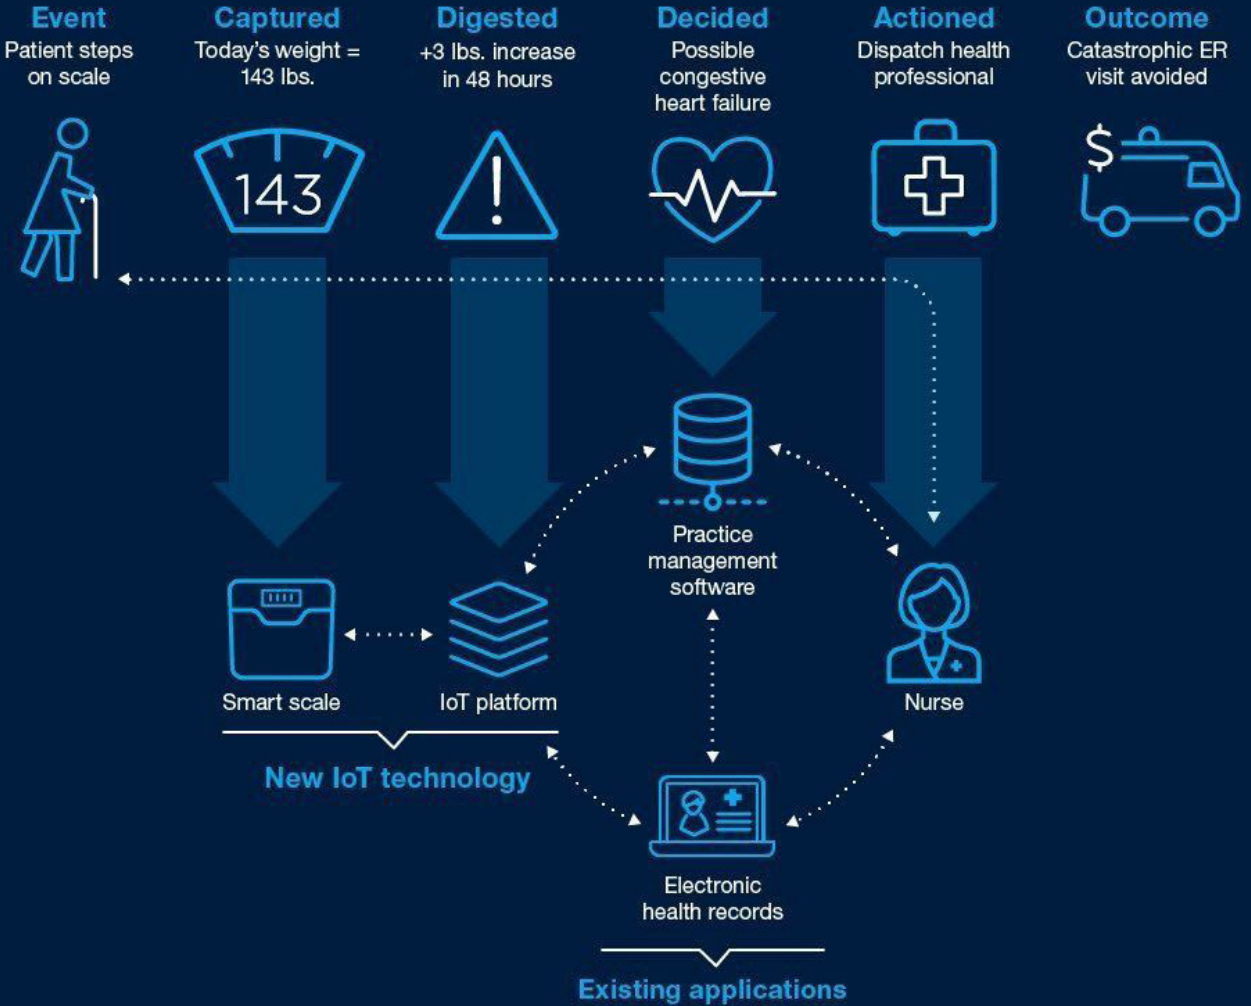 Event
Patient steps
on scale
Captured
Today's weight =
143 lbs.
Digested
+3 lbs. increase
in 48 hours
Decided
Possible
congestive
heart failure
Actioned
Dispatch health
professional
Outcome
Catastrophic ER
visit avoided
143
!
$
Practice
management
software
Smart scale
IoT platform
Nurse
New IoT technology
Electronic
health records
Existing applications